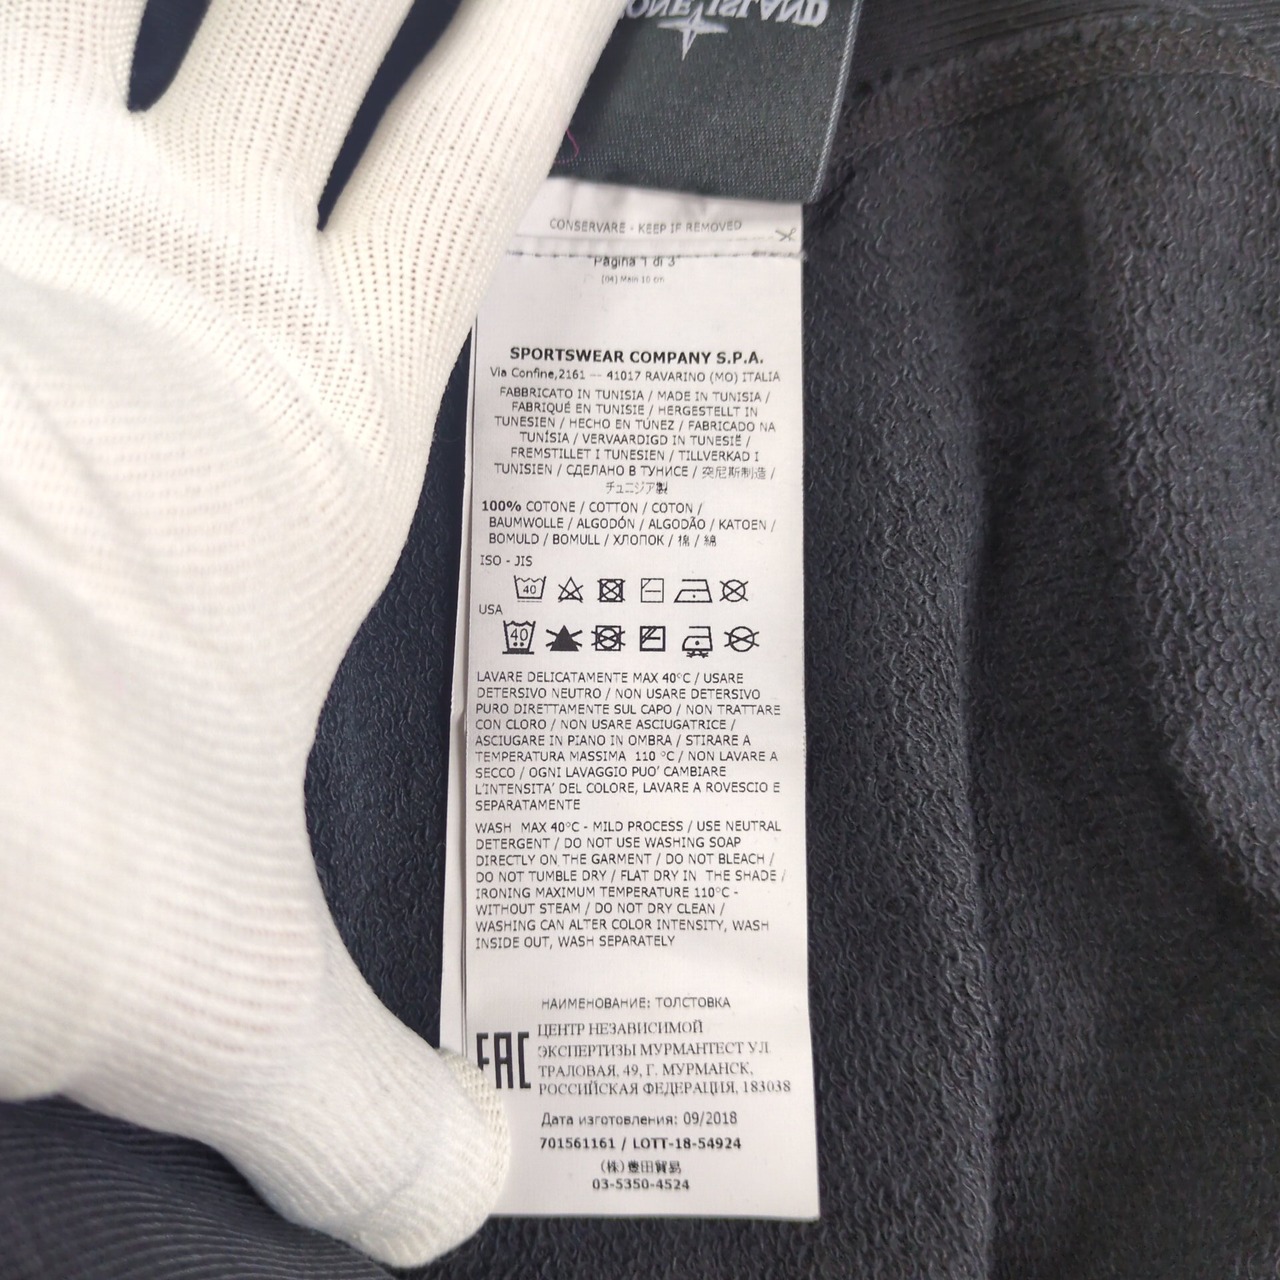 ONE ISLAND
CONSERVARE - KEEP IF REMOVED
Pagina 1 di 3
SPORTSWEAR COMPANY S.P.A.
Via Confine,2161 -- 41017 RAVARINO (MO) ITALIA
FABBRICATO IN TUNISIA / MADE IN TUNISIA /
FABRIQUÉ EN TUNISIE / HERGESTELLT IN
TUNESIEN / HECHO EN TÚNEZ / FABRICADO NA
TUNÍSIA / VERVAARDIGD IN TUNESIË /
FREMSTILLET I TUNESIEN / TILLVERKAD I
TUNISIEN / СДЕЛАНО В ТУНИСЕ / 突尼斯制造 /
チュニジア製
100% COTONE / COTTON / COTON /
BAUMWOLLE / ALGODÓN / ALGODÃO / KATOEN /
BOMULD / BOMULL / ХЛОПОК / 棉 / 綿
ISO - JIS
40
USA
40
LAVARE DELICATAMENTE MAX 40°C / USARE
DETERSIVO NEUTRO / NON USARE DETERSIVO
PURO DIRETTAMENTE SUL CAPO / NON TRATTARE
CON CLORO / NON USARE ASCIUGATRICE /
ASCIUGARE IN PIANO IN OMBRA / STIRARE A
TEMPERATURA MASSIMA 110 °C / NON LAVARE A
SECCO / OGNI LAVAGGIO PUO' CAMBIARE
L'INTENSITA' DEL COLORE, LAVARE A ROVESCIO E
SEPARATAMENTE
WASH MAX 40°C - MILD PROCESS / USE NEUTRAL
DETERGENT / DO NOT USE WASHING SOAP
DIRECTLY ON THE GARMENT / DO NOT BLEACH /
DO NOT TUMBLE DRY / FLAT DRY IN THE SHADE /
IRONING MAXIMUM TEMPERATURE 110°C -
WITHOUT STEAM / DO NOT DRY CLEAN /
WASHING CAN ALTER COLOR INTENSITY, WASH
INSIDE OUT, WASH SEPARATELY
НАИМЕНОВАНИЕ: ТОЛСТОВКА
EAC
ЦЕНТР НЕЗАВИСИМОЙ
ЭКСПЕРТИЗЫ МУРМАНТЕСТ УЛ.
ТРАЛОВАЯ, 49, Г. МУРМАНСК,
РОССИЙСКАЯ ФЕДЕРАЦИЯ, 183038
Дата изготовления: 09/2018
701561161 / LOTT-18-54924
(株)豊田貿易
03-5350-4524